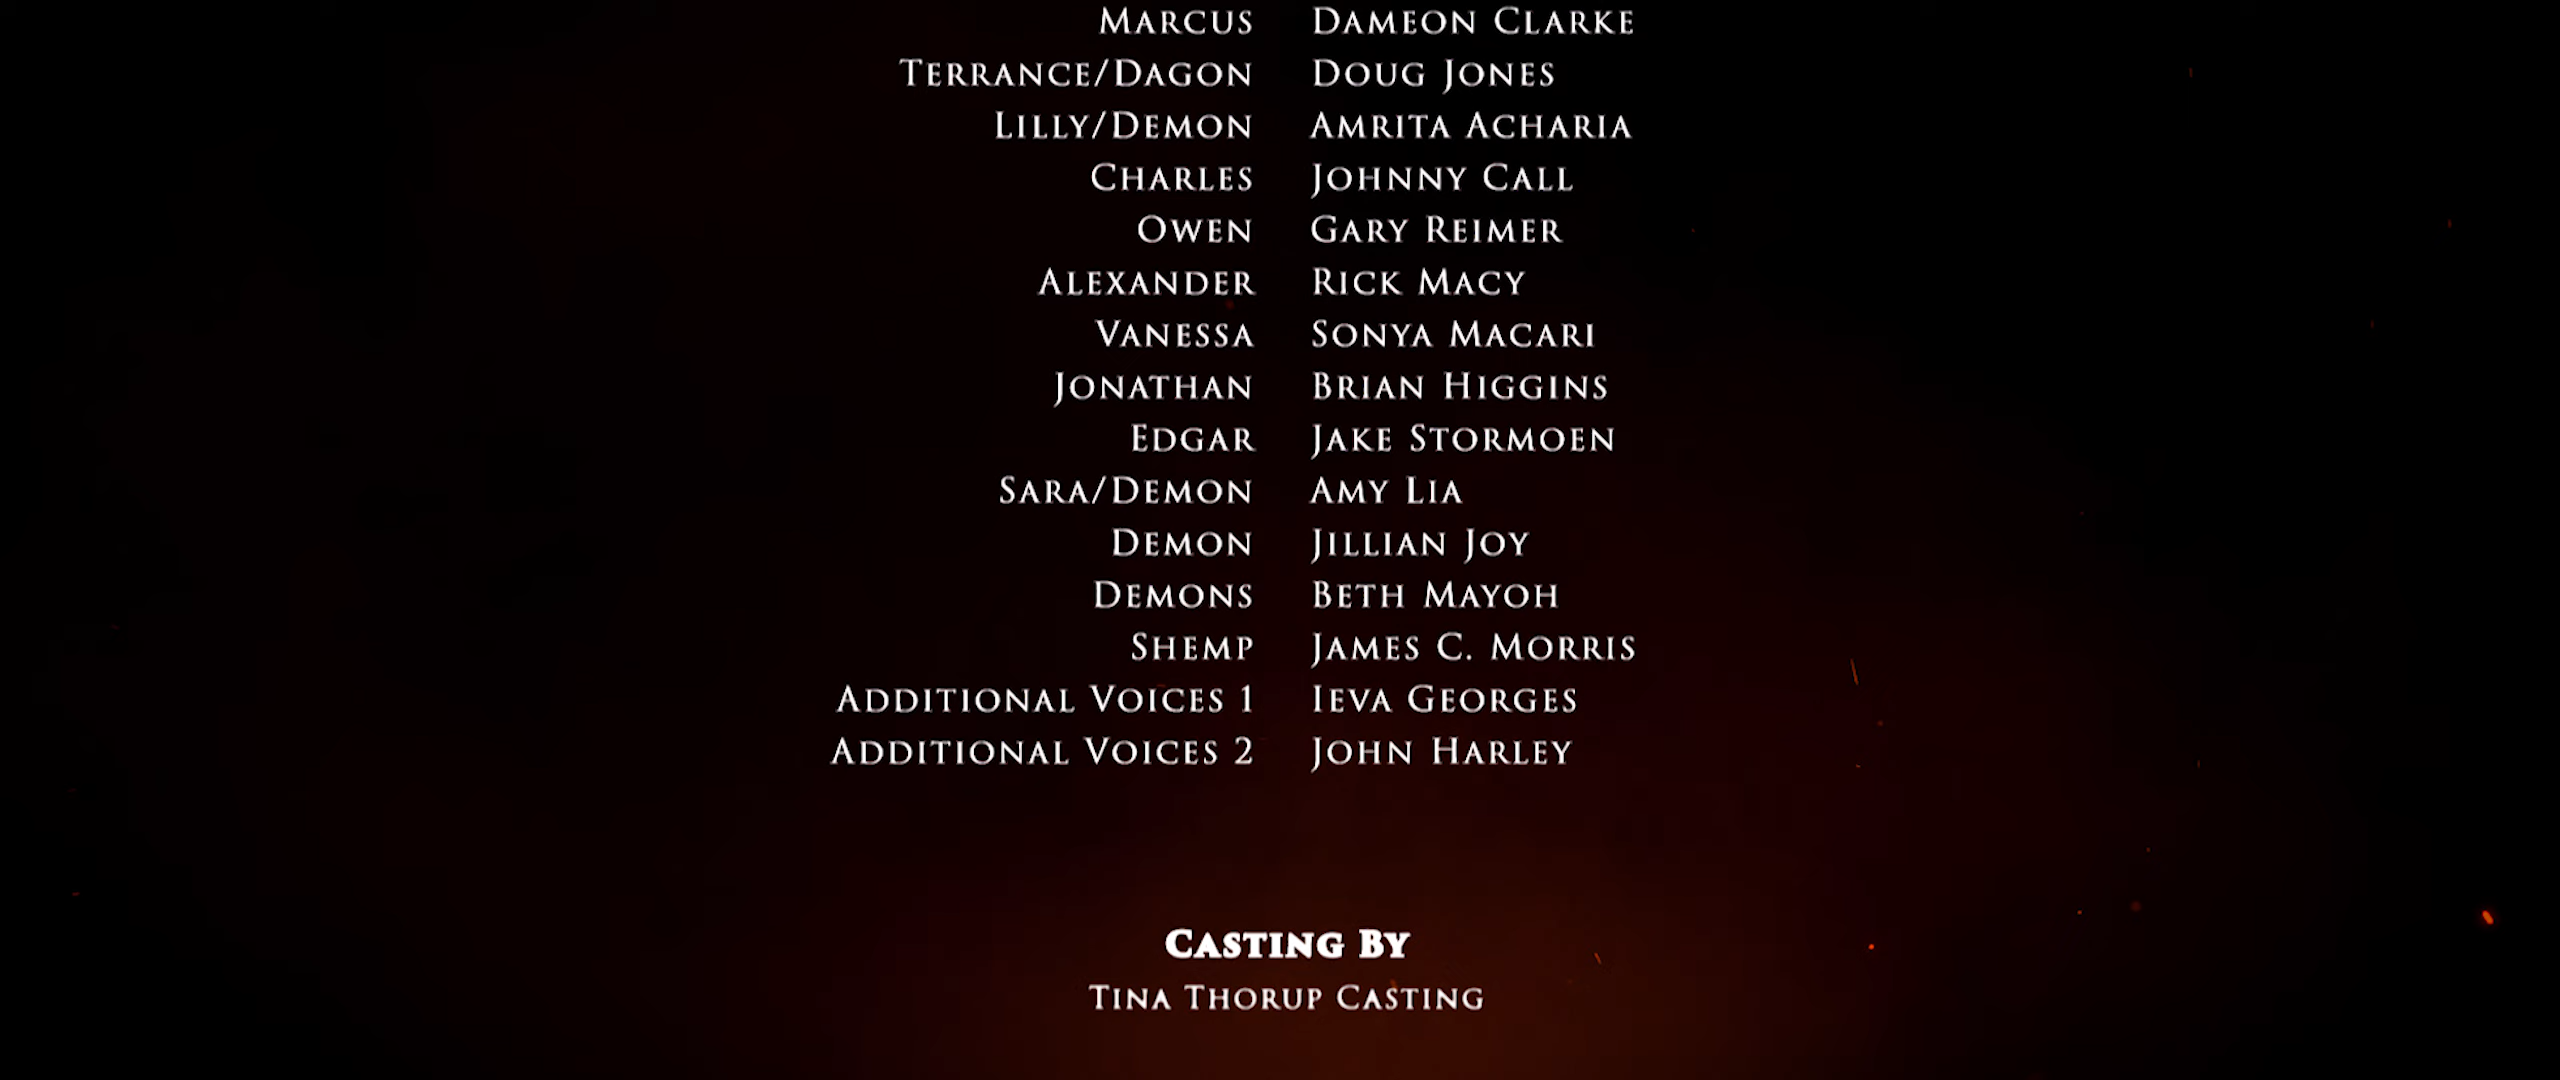 Marcus Dameon Clarke
Terrance/Dagon Doug Jones
Lilly/Demon Amrita Acharia
Charles Johnny Call
Owen Gary Reimer
Alexander Rick Macy
Vanessa Sonya Macari
Jonathan Brian Higgins
Edgar Jake Stormoen
Sara/Demon Amy Lia
Demon Jillian Joy
Demons Beth Mayoh
Shemp James C. Morris
Additional Voices 1 Ieva Georges
Additional Voices 2 John Harley
Casting By
Tina Thorup Casting